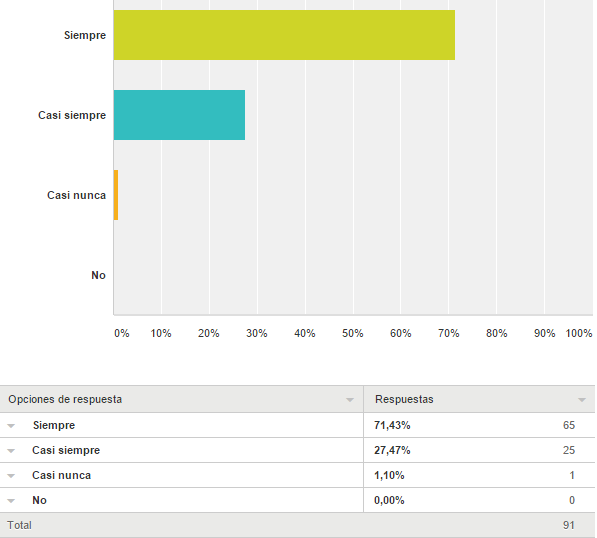 Siempre
Casi siempre
Casi nunca
No
0% 10% 20% 30% 40% 50% 60% 70% 80% 90% 100%
Opciones de respuesta Respuestas
Siempre 71,43% 65
Casi siempre 27,47% 25
Casi nunca 1,10% 1
No 0,00% 0
Total 91